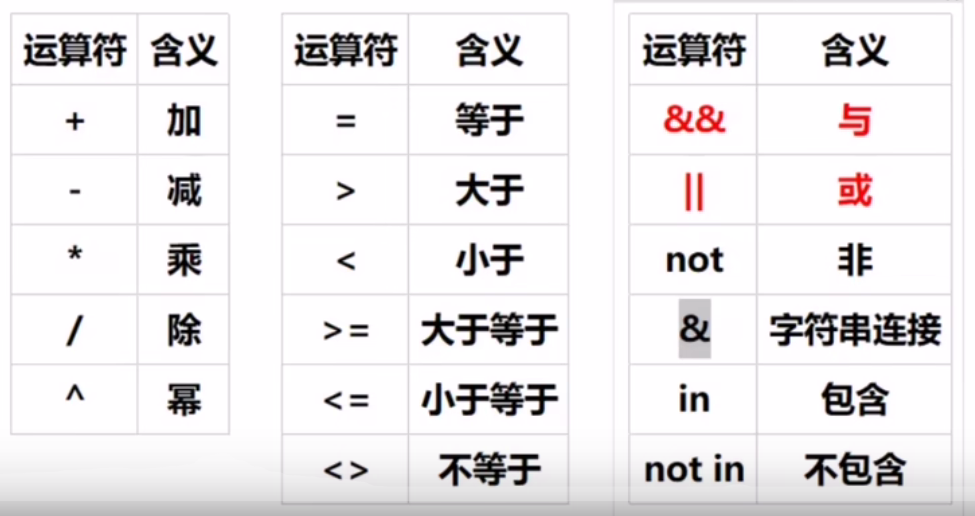 运算符 含义
+ 加
- 减
* 乘
/ 除
^ 幂
运算符 含义
= 等于
> 大于
< 小于
>= 大于等于
<= 小于等于
<> 不等于
运算符 含义
&& 与
|| 或
not 非
& 字符串连接
in 包含
not in 不包含